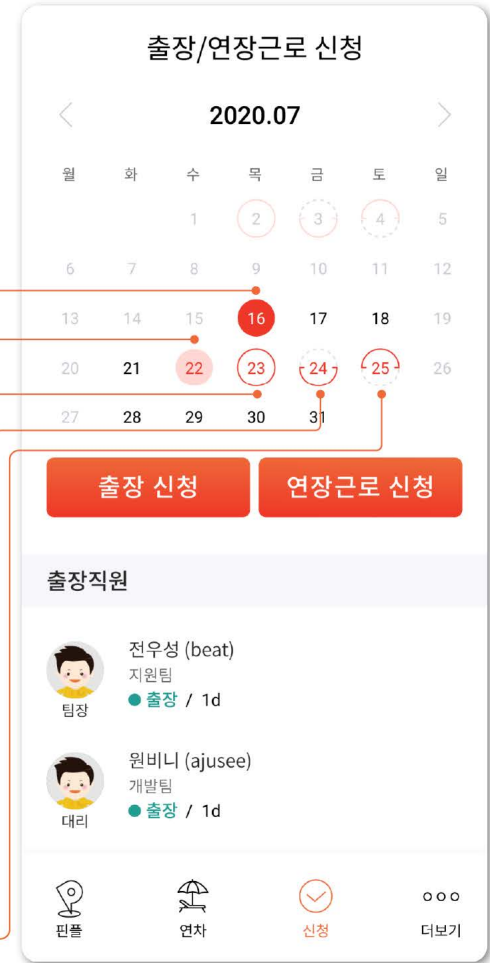 출장/연장근로 신청
2020.07
월 화 수 목 금 토 일
1 2 3 4 5
6 7 8 9 10 11 12
13 14 15 16 17 18 19
20 21 22 23 24 25 26
27 28 29 30 31
출장 신청 연장근로 신청
출장직원
전우성 (beat)
지원팀
팀장
출장 / 1d
원비니 (ajusee)
개발팀
대리
출장 / 1d
핀플 연차 신청 더보기